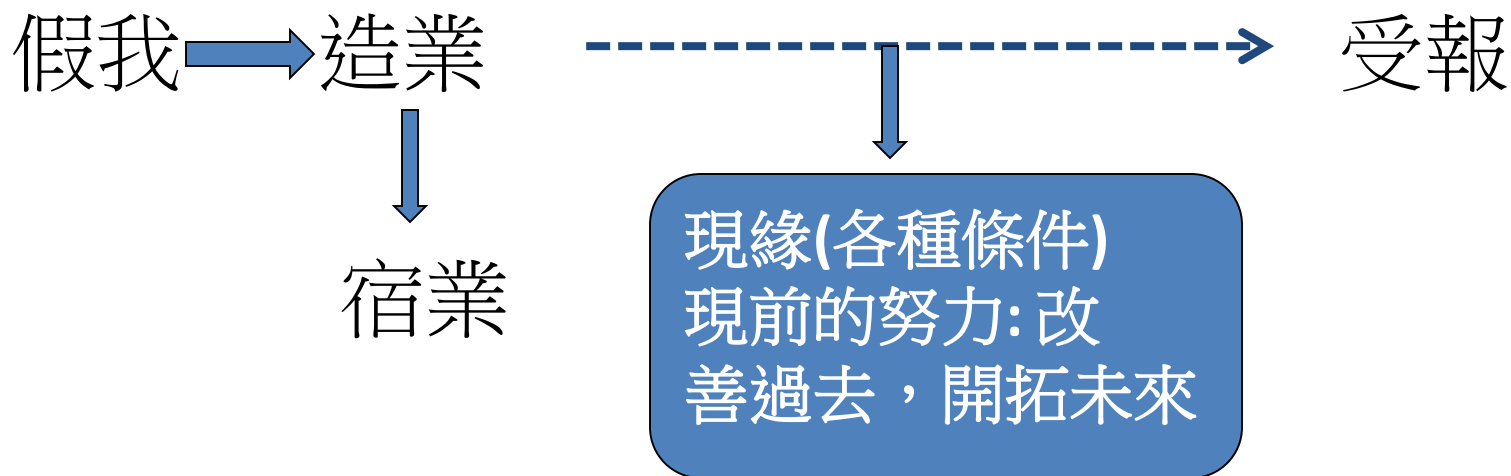 假我 造業 受報
宿業
現緣(各種條件)
現前的努力: 改
善過去，開拓未來